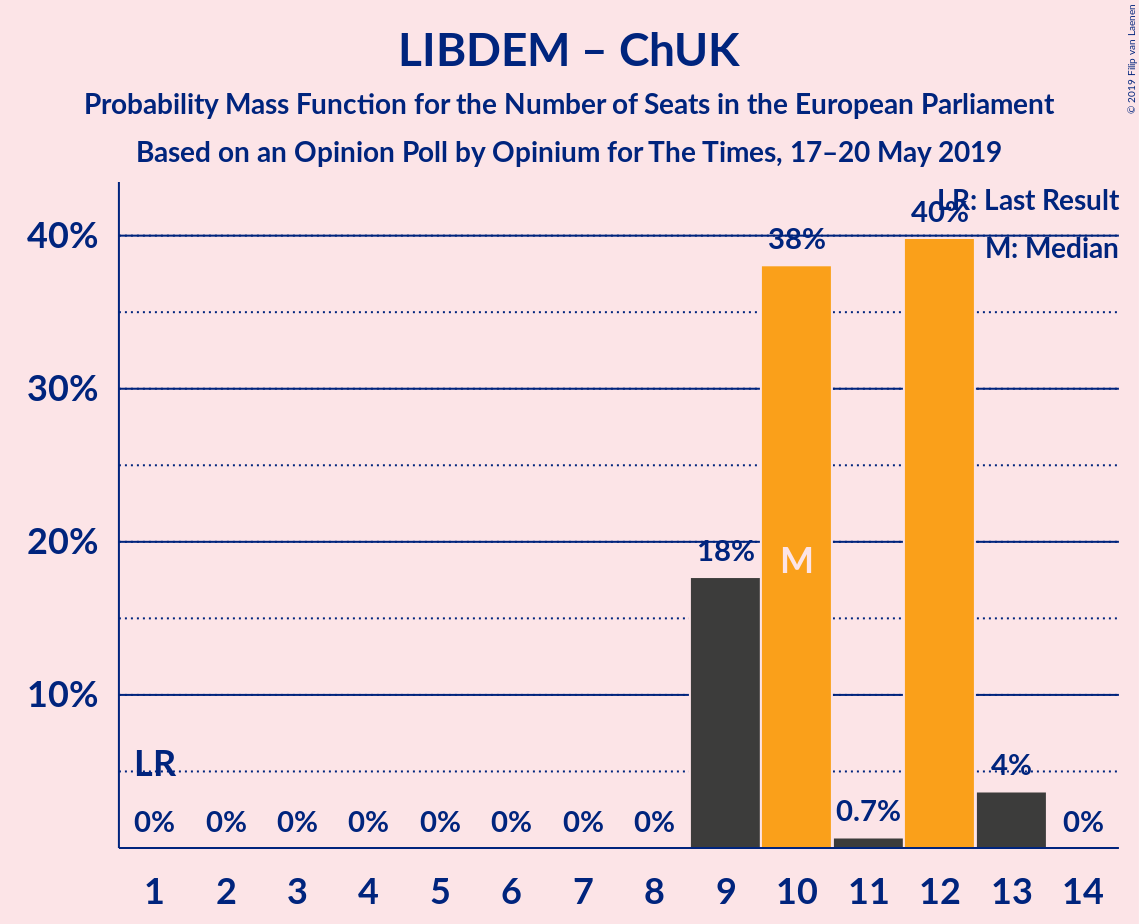 LIBDEM – ChUK
Probability Mass Function for the Number of Seats in the European Parliament
Based on an Opinion Poll by Opinium for The Times, 17–20 May 2019
© 2019 Filip van Laenen
LR: Last Result
M: Median
40%
30%
20%
10%
LR
0%
0%
0%
0%
0%
0%
0%
0%
18%
38%
M
0.7%
40%
4%
0%
1 2 3 4 5 6 7 8 9 10 11 12 13 14